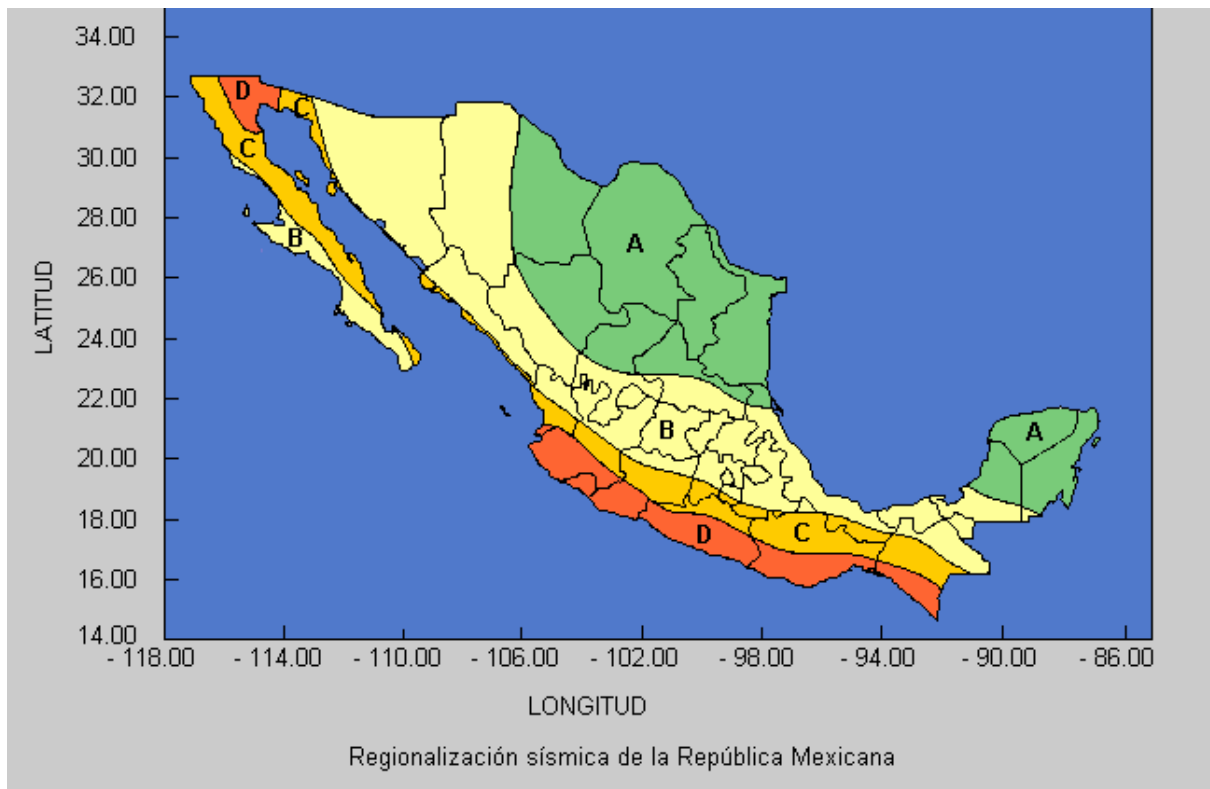 34.00
32.00
30.00
28.00
26.00
24.00
22.00
20.00
18.00
16.00
14.00
LATITUD
D
C
C
B
A
B
A
D
C
- 118.00 - 114.00 - 110.00 - 106.00 - 102.00 - 98.00 - 94.00 - 90.00 - 86.00
LONGITUD
Regionalización sísmica de la República Mexicana